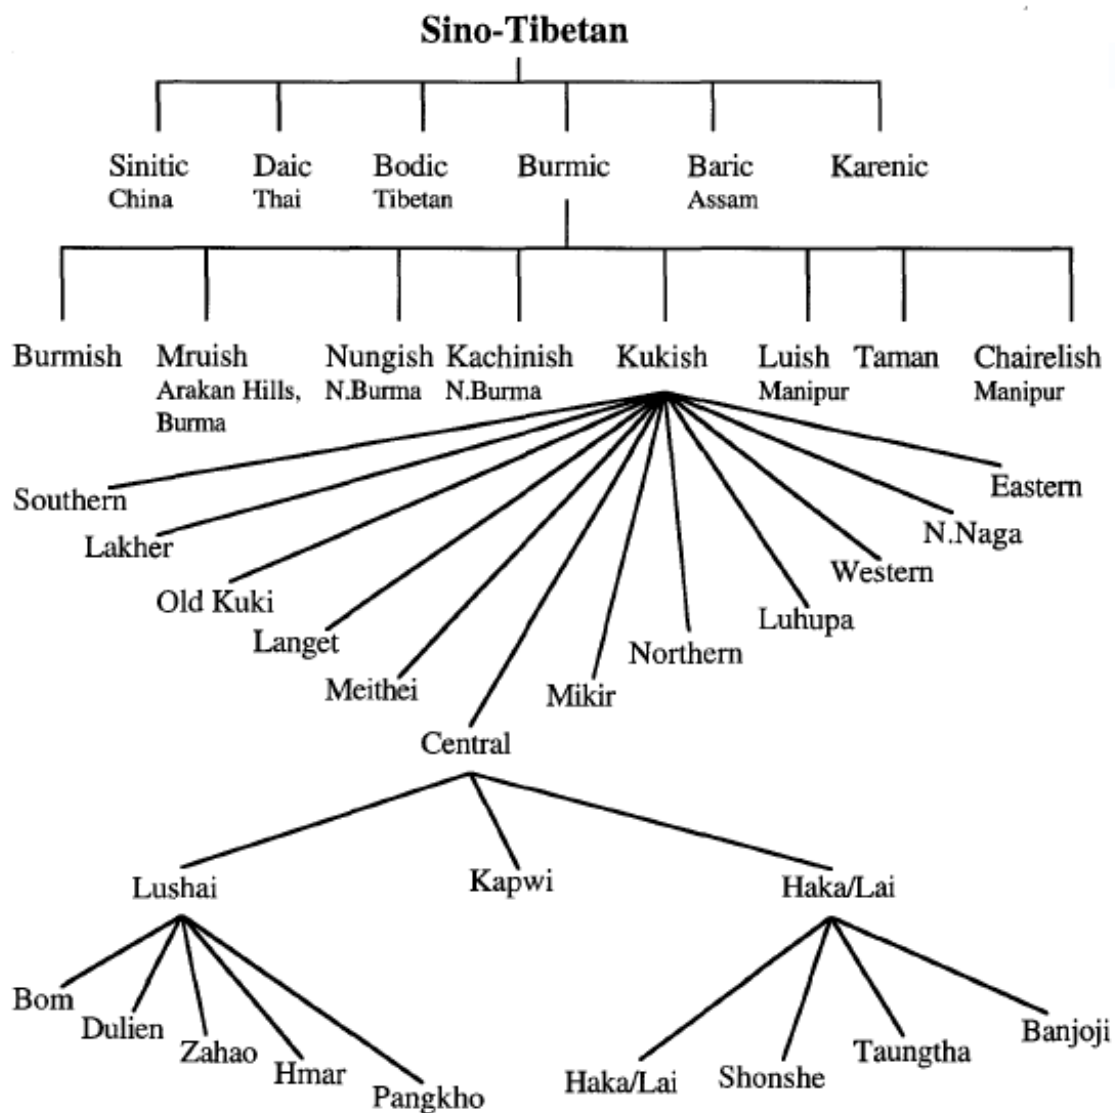 Sino-Tibetan
Sinitic Daic Bodic Burmic Baric Karenic
China Thai Tibetan Assam
Burmish Mruish Nungish Kachinish Kukish Luish Taman Chairelish
Arakan Hills, N.Burma N.Burma Manipur Manipur
Burma
Southern
Eastern
Lakher
N.Naga
Old Kuki
Western
Langet
Luhupa
Meithei
Northern
Mikir
Central
Lushai
Kapwi
Haka/Lai
Bom
Dulien
Zahao
Hmar
Pangkho
Haka/Lai
Shonshe
Taungtha
Banjoji